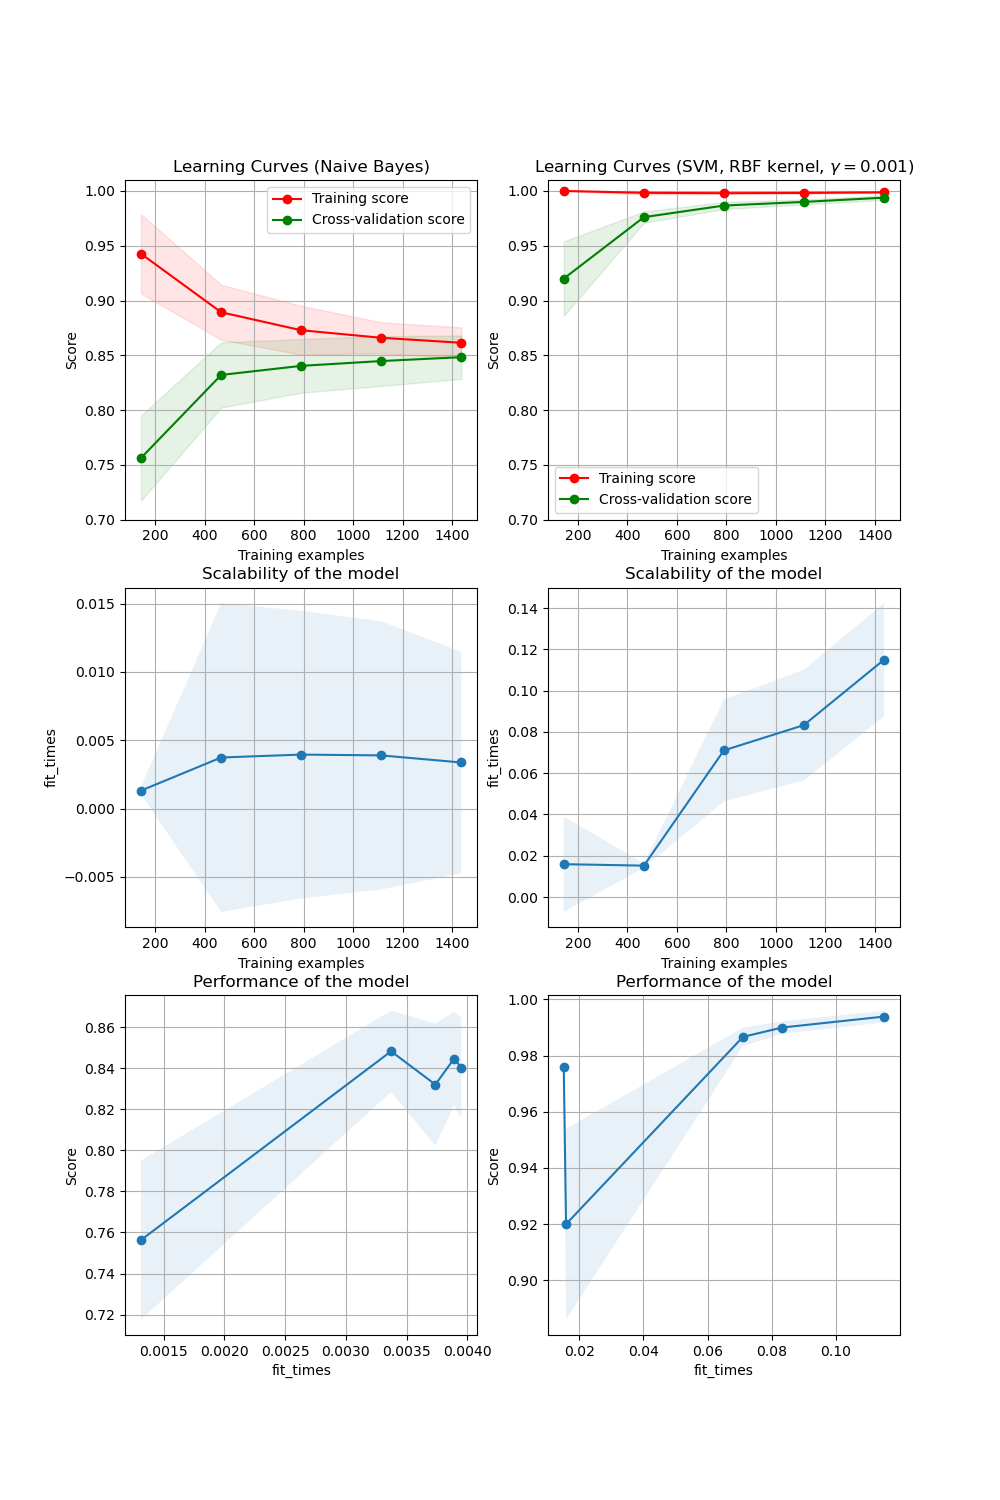 Learning Curves (Naive Bayes)
Learning Curves (SVM, RBF kernel, γ = 0.001)
1.00
0.95
0.90
0.85
0.80
0.75
0.70
Score
Training score
Cross-validation score
200 400 600 800 1000 1200 1400
Training examples
1.00
0.95
0.90
0.85
0.80
0.75
0.70
Score
Training score
Cross-validation score
200 400 600 800 1000 1200 1400
Training examples
Scalability of the model
0.015
0.010
0.005
0.000
−0.005
fit_times
200 400 600 800 1000 1200 1400
Training examples
Scalability of the model
0.14
0.12
0.10
0.08
0.06
0.04
0.02
0.00
fit_times
200 400 600 800 1000 1200 1400
Training examples
Performance of the model
0.86
0.84
0.82
0.80
0.78
0.76
0.74
0.72
Score
0.0015 0.0020 0.0025 0.0030 0.0035 0.0040
fit_times
Performance of the model
1.00
0.98
0.96
0.94
0.92
0.90
Score
0.02 0.04 0.06 0.08 0.10
fit_times